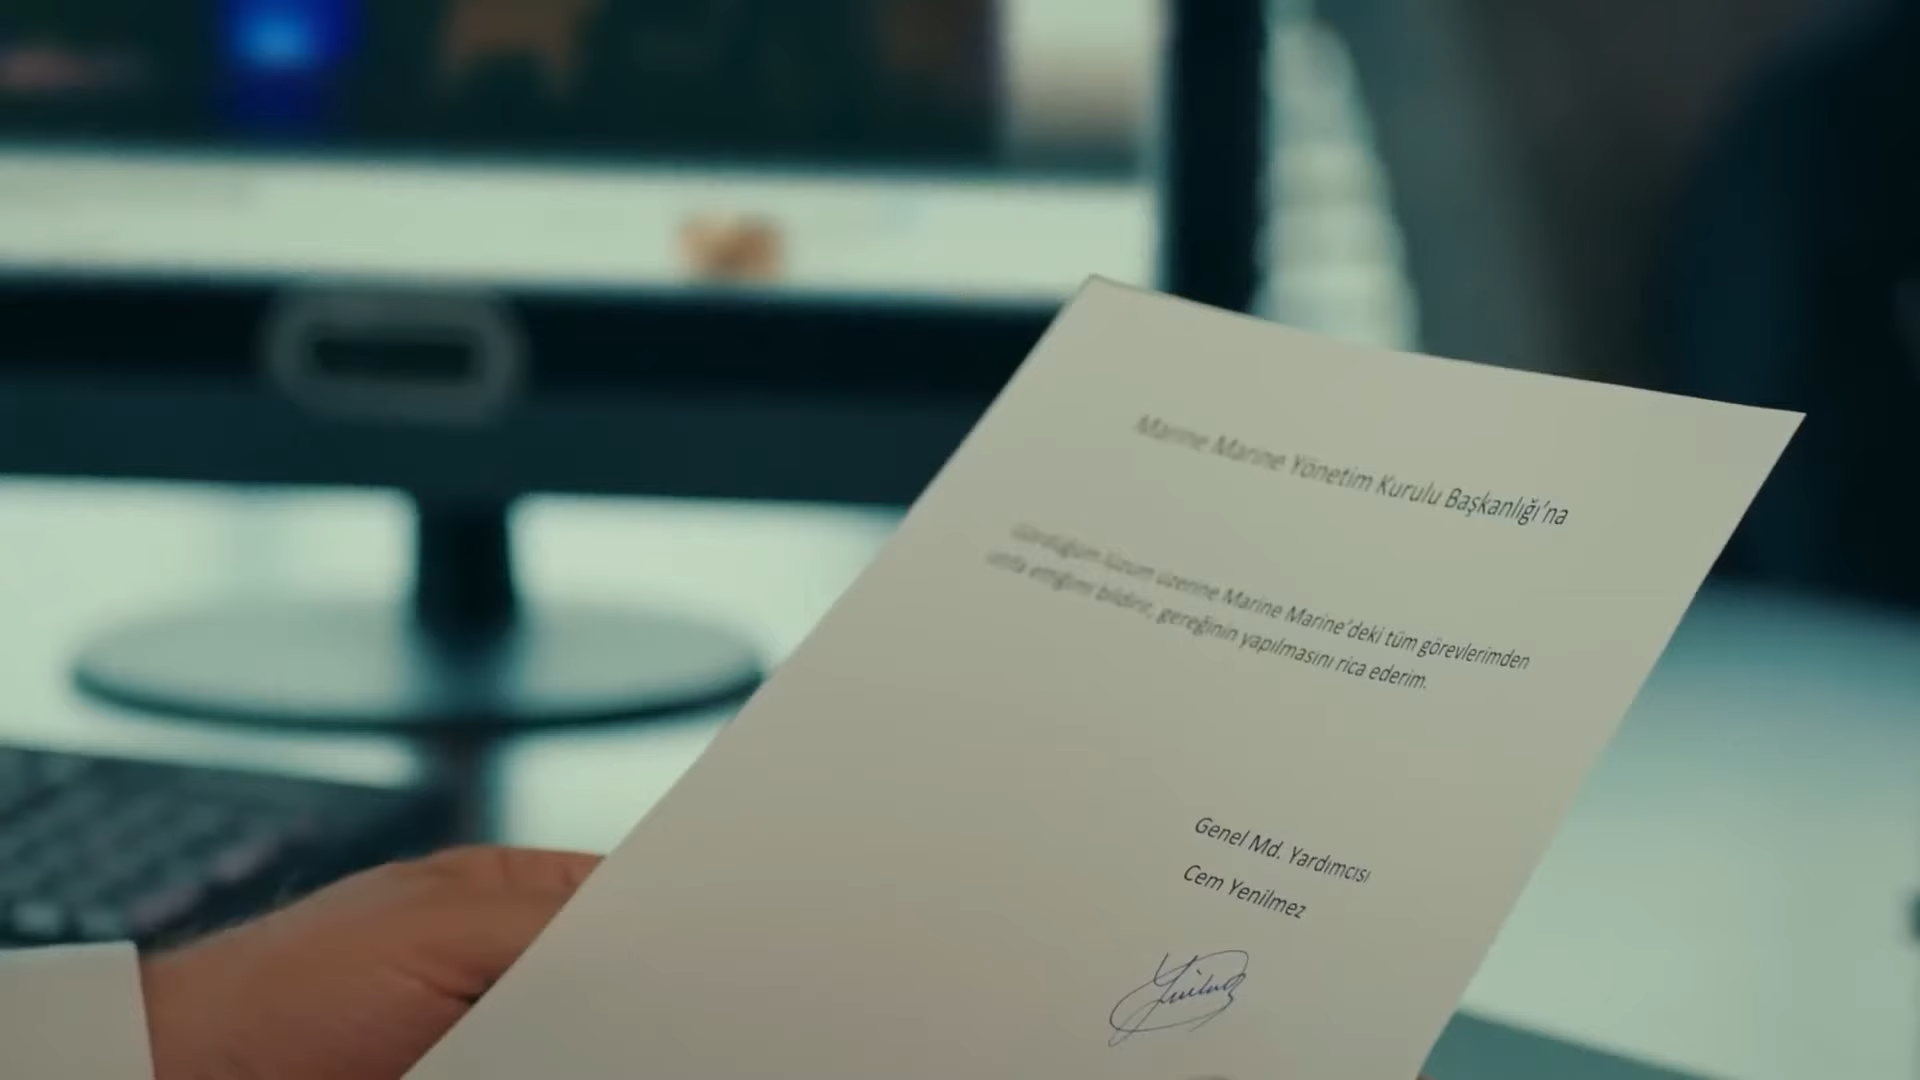 Marine Marine Yönetim Kurulu Başkanlığı'na
Gördüğüm lüzum üzerine Marine Marine'deki tüm görevlerimden
istifa ettiğimi bildirir, gereğinin yapılmasını rica ederim.
Genel Md. Yardımcısı
Cem Yenilmez